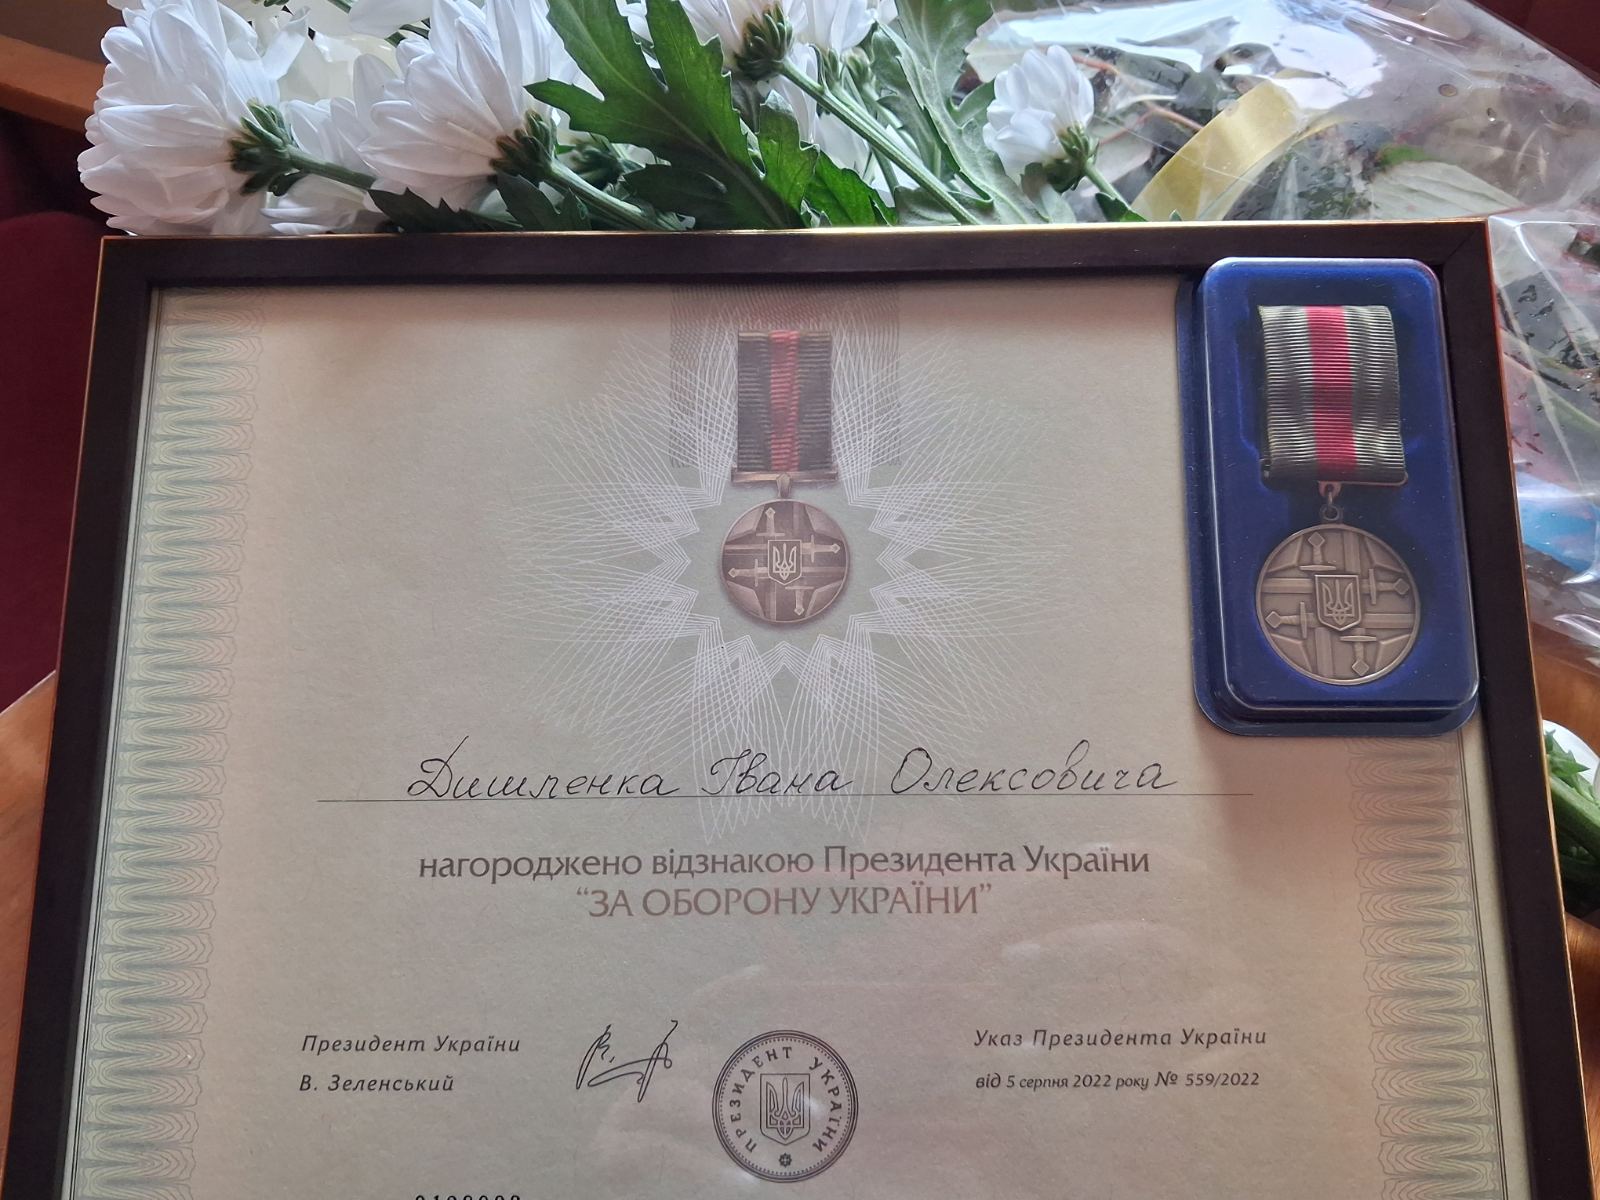 Дишленка Івана Олексовича
нагороджено відзнакою Президента України
“ЗА ОБОРОНУ УКРАЇНИ”
Президент України
В. Зеленський
ПРЕЗИДЕНТ УКРАЇНИ
Указ Президента України
від 5 серпня 2022 року № 559/2022